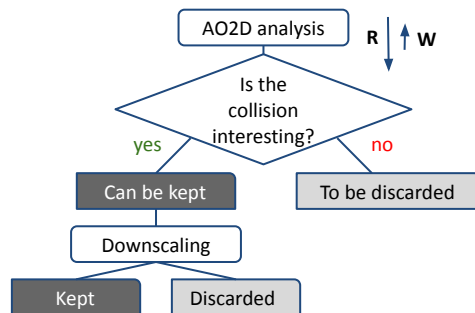 AO2D analysis
R
W
Is the
collision
interesting?
yes
no
Can be kept
To be discarded
Downscaling
Kept
Discarded